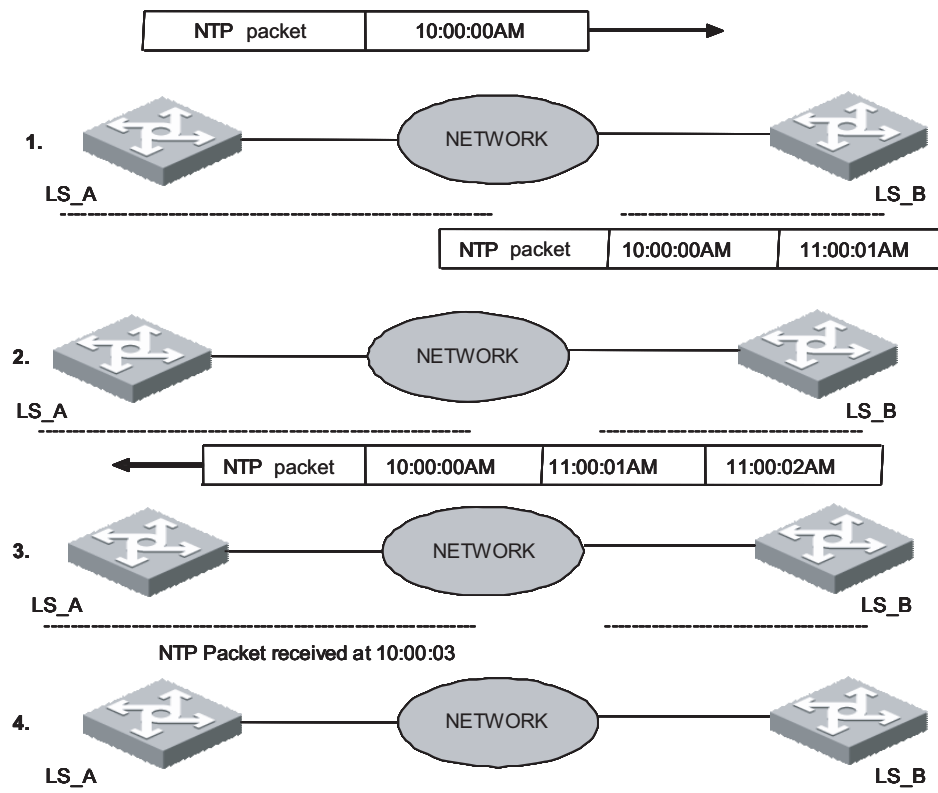 NTP packet 10:00:00AM
1. NETWORK
LS_A LS_B
NTP packet 10:00:00AM 11:00:01AM
2. NETWORK
LS_A LS_B
NTP packet 10:00:00AM 11:00:01AM 11:00:02AM
3. NETWORK
LS_A LS_B
NTP Packet received at 10:00:03
4. NETWORK
LS_A LS_B